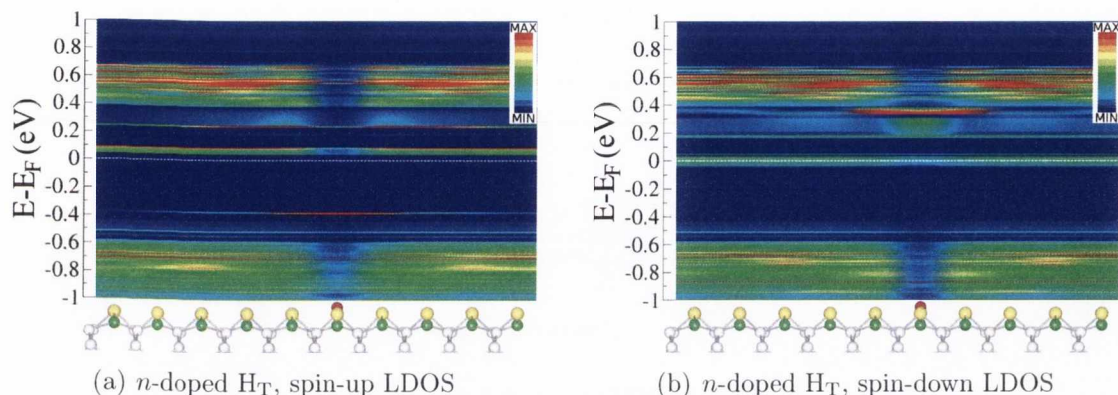 1
0.8
0.6
0.4
0.2
0
-0.2
-0.4
-0.6
-0.8
-1
E-E_F (eV)
MAX
MIN
(a) n-doped H_T, spin-up LDOS
1
0.8
0.6
0.4
0.2
0
-0.2
-0.4
-0.6
-0.8
-1
E-E_F (eV)
MAX
MIN
(b) n-doped H_T, spin-down LDOS